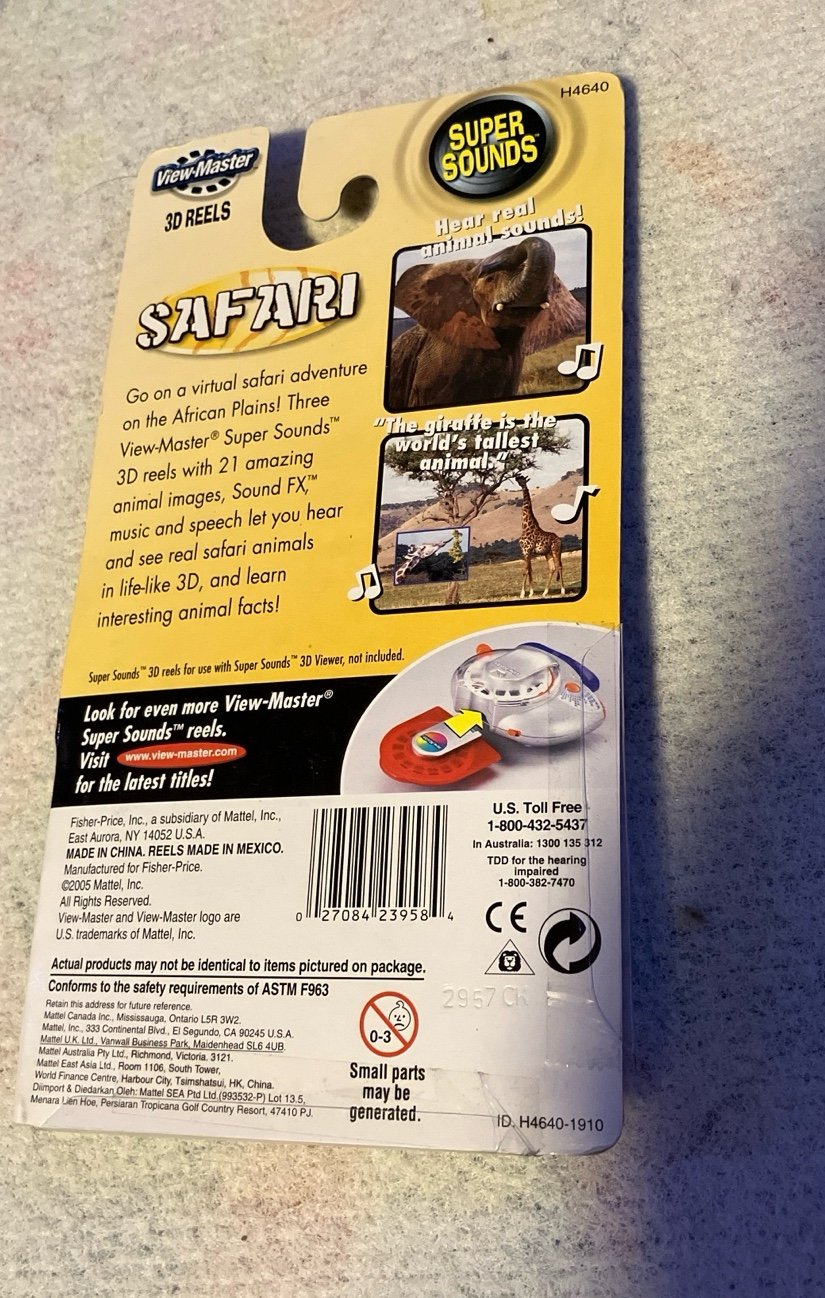 H4640
View-Master
3D REELS
SUPER
SOUNDS™
Hear real
animal sounds!
SAFARI
Go on a virtual safari adventure
on the African Plains! Three
View-Master® Super Sounds™
3D reels with 21 amazing
animal images, Sound FX,™
music and speech let you hear
and see real safari animals
in life-like 3D, and learn
interesting animal facts!
"The giraffe is the
world's tallest
animal."
Super Sounds™ 3D reels for use with Super Sounds™ 3D Viewer, not included.
Look for even more View-Master®
Super Sounds™ reels.
Visit www.view-master.com
for the latest titles!
Fisher-Price, Inc., a subsidiary of Mattel, Inc.,
East Aurora, NY 14052 U.S.A.
MADE IN CHINA. REELS MADE IN MEXICO.
Manufactured for Fisher-Price.
©2005 Mattel, Inc.
All Rights Reserved.
View-Master and View-Master logo are
U.S. trademarks of Mattel, Inc.
0 27084 23958 4
U.S. Toll Free
1-800-432-5437
In Australia: 1300 135 312
TDD for the hearing
impaired
1-800-382-7470
CE
Actual products may not be identical to items pictured on package.
Conforms to the safety requirements of ASTM F963
Retain this address for future reference.
Mattel Canada Inc., Mississauga, Ontario L5R 3W2.
Mattel, Inc., 333 Continental Blvd., El Segundo, CA 90245 U.S.A.
Mattel U.K. Ltd., Vanwall Business Park, Maidenhead SL6 4UB.
Mattel Australia Pty Ltd., Richmond, Victoria. 3121.
Mattel East Asia Ltd., Room 1106, South Tower,
World Finance Centre, Harbour City, Tsimshatsui, HK, China.
Diimport & Diedarkan Oleh: Mattel SEA Ptd Ltd.(993532-P) Lot 13.5,
Menara Lien Hoe, Persiaran Tropicana Golf Country Resort, 47410 PJ.
0-3
Small parts
may be
generated.
2957 CK
ID. H4640-1910